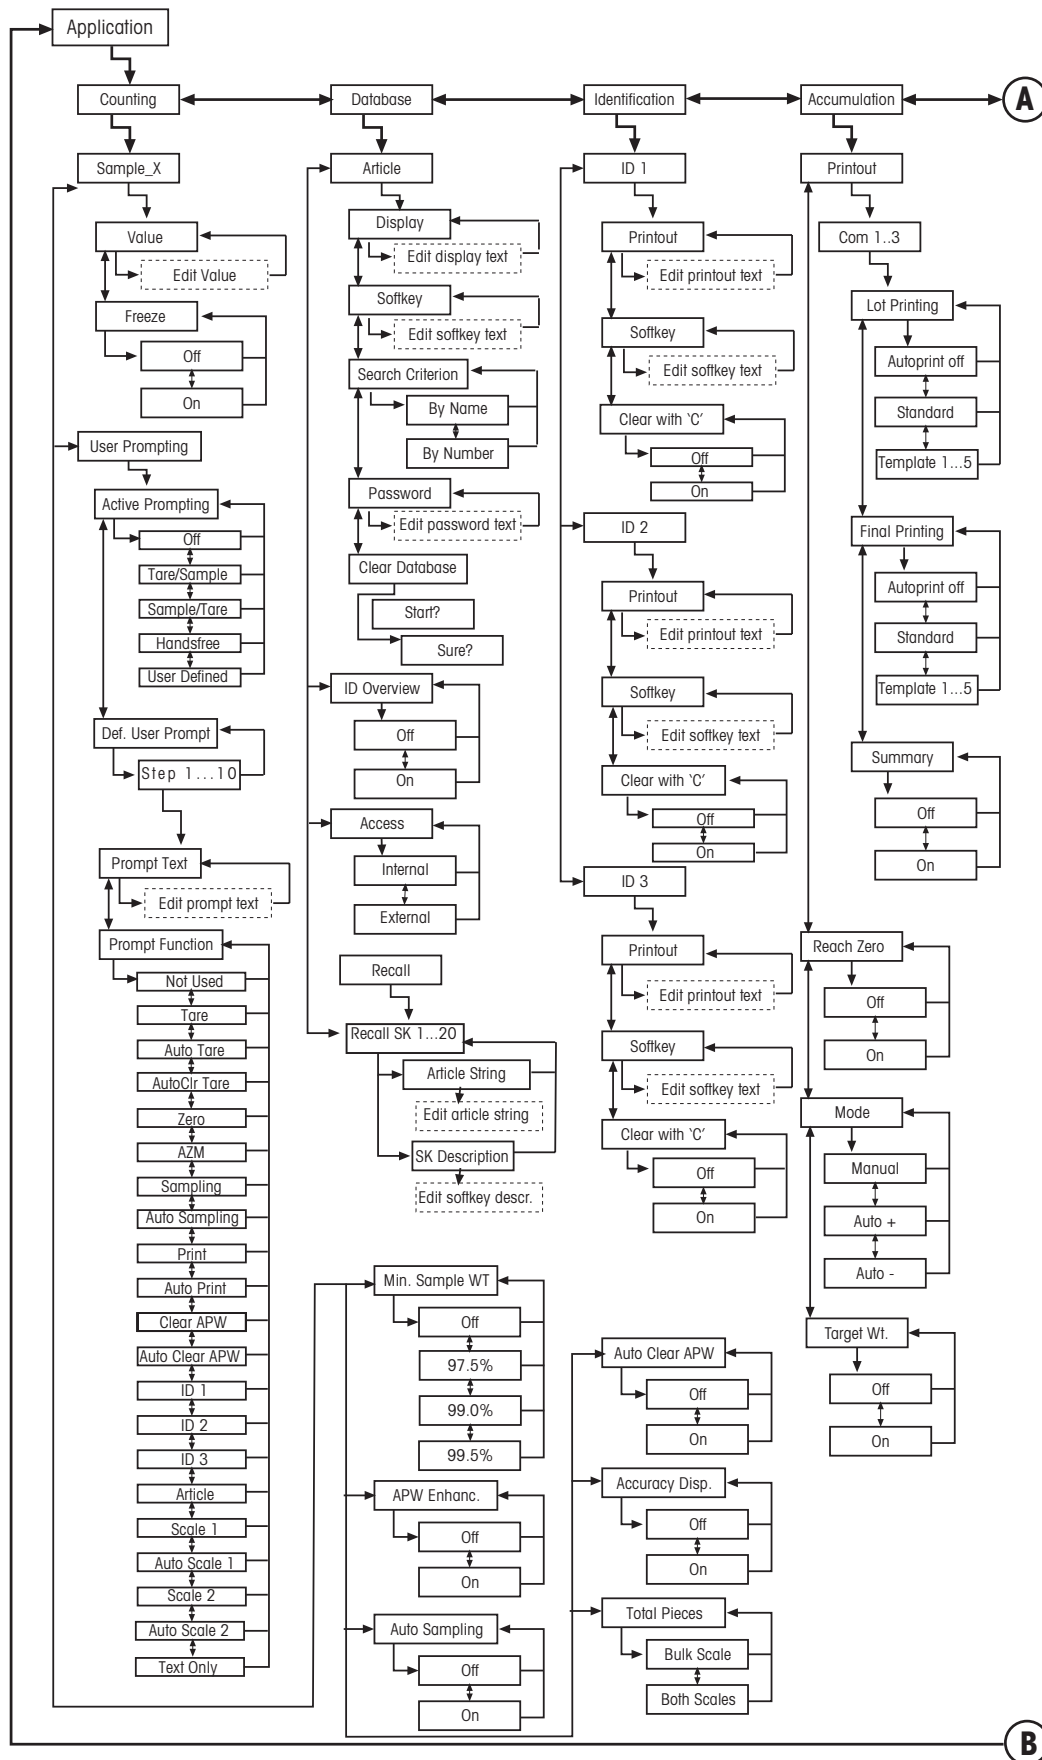 Application
Counting
Database
Identification
Accumulation
A
Sample_X
Value
Edit Value
Freeze
Off
On
User Prompting
Active Prompting
Off
Tare/Sample
Sample/Tare
Handsfree
User Defined
Def. User Prompt
Step 1...10
Prompt Text
Edit prompt text
Prompt Function
Not Used
Tare
Auto Tare
AutoClr Tare
Zero
AZM
Sampling
Auto Sampling
Print
Auto Print
Clear APW
Auto Clear APW
ID 1
ID 2
ID 3
Article
Scale 1
Auto Scale 1
Scale 2
Auto Scale 2
Text Only
Article
Display
Edit display text
Softkey
Edit softkey text
Search Criterion
By Name
By Number
Password
Edit password text
Clear Database
Start?
Sure?
ID Overview
Off
On
Access
Internal
External
Recall
Recall SK 1...20
Article String
Edit article string
SK Description
Edit softkey descr.
Min. Sample WT
Off
97.5%
99.0%
99.5%
APW Enhanc.
Off
On
Auto Sampling
Off
On
ID 1
Printout
Edit printout text
Softkey
Edit softkey text
Clear with 'C'
Off
On
ID 2
Printout
Edit printout text
Softkey
Edit softkey text
Clear with 'C'
Off
On
ID 3
Printout
Edit printout text
Softkey
Edit softkey text
Clear with 'C'
Off
On
Auto Clear APW
Off
On
Accuracy Disp.
Off
On
Total Pieces
Bulk Scale
Both Scales
Printout
Com 1..3
Lot Printing
Autoprint off
Standard
Template 1...5
Final Printing
Autoprint off
Standard
Template 1...5
Summary
Off
On
Reach Zero
Off
On
Mode
Manual
Auto +
Auto -
Target Wt.
Off
On
B